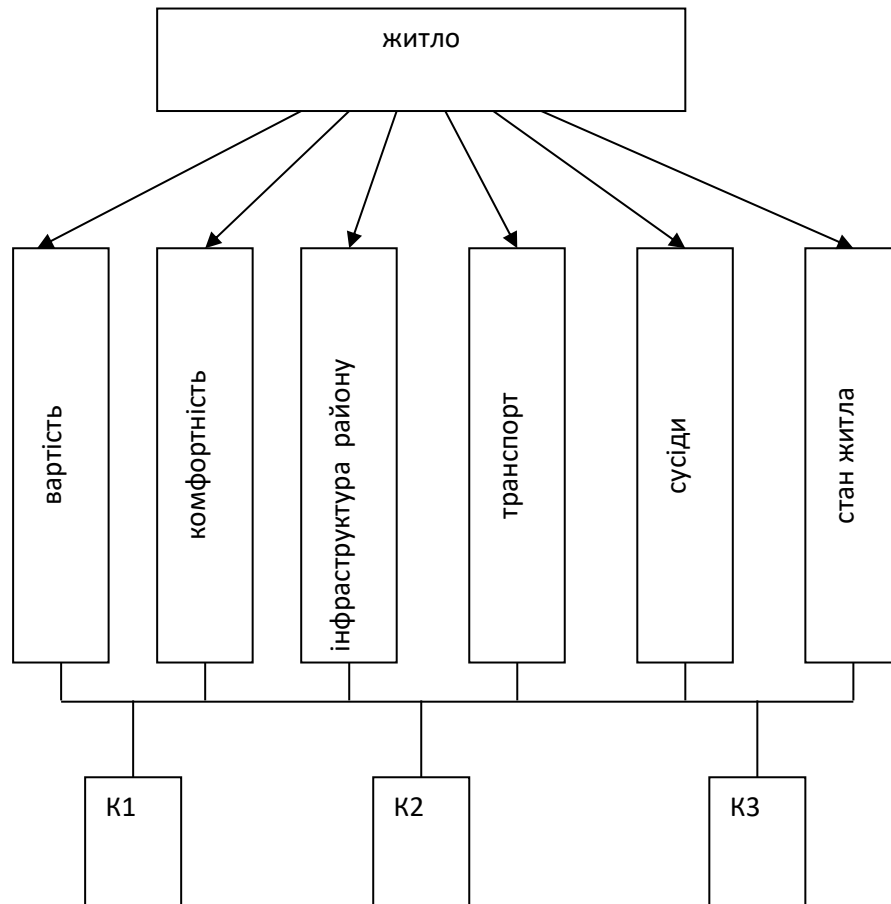 житло
вартість
комфортність
інфраструктура району
транспорт
сусіди
стан житла
К1
К2
К3